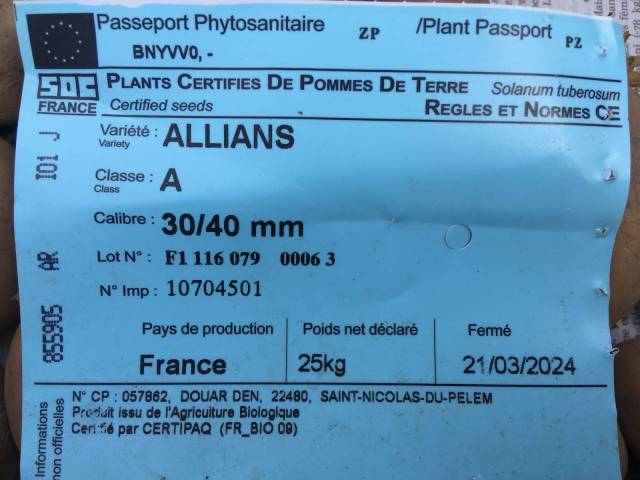 Passeport Phytosanitaire ZP /Plant Passport PZ
BNYVV0, -
SOC PLANTS CERTIFIES DE POMMES DE TERRE Solanum tuberosum
FRANCE Certified seeds REGLES ET NORMES CE
Variété : ALLIANS
Variety
Classe : A
Class
Calibre : 30/40 mm
Lot N° : F1 116 079 0006 3
N° Imp : 10704501
Pays de production Poids net déclaré Fermé
France 25kg 21/03/2024
N° CP : 057862, DOUAR DEN, 22480, SAINT-NICOLAS-DU-PELEM
Produit issu de l'Agriculture Biologique
Certifié par CERTIPAQ (FR_BIO 09)
855905 AR I01 J
Informations
non officielles